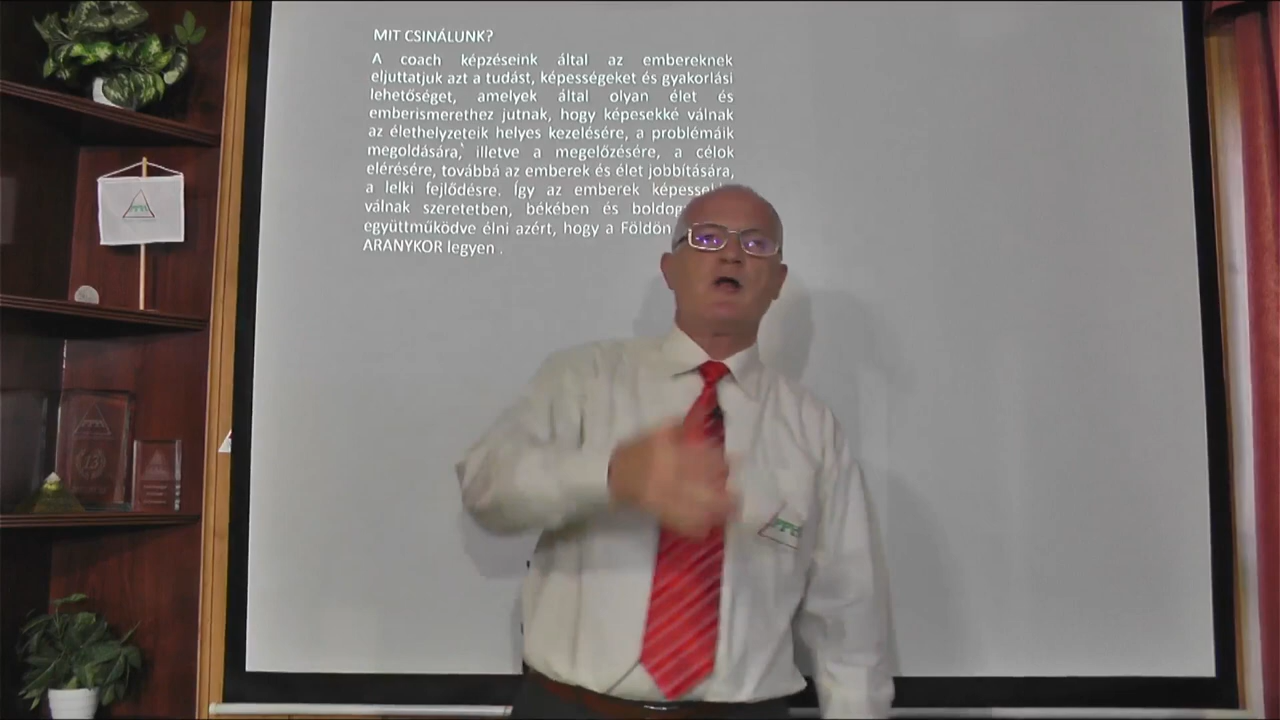 MIT CSINÁLUNK?
A coach képzéseink által az embereknek
eljuttatjuk azt a tudást, képességeket és gyakorlási
lehetőséget, amelyek által olyan élet és
emberismerethez jutnak, hogy képesekké válnak
az élethelyzeteik helyes kezelésére, a problémáik
megoldására, illetve a megelőzésére, a célok
elérésére, továbbá az emberek és élet jobbítására,
a lelki fejlődésre. Így az emberek
válnak szeretetben, békében és
együttműködve élni azért, hogy a Földön
ARANYKOR legyen .
13